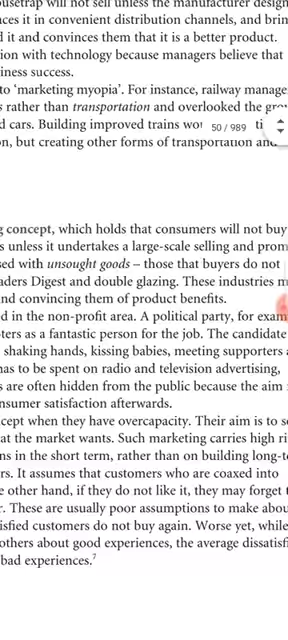 ousetrap will not sell unless the manufacturer design
ces it in convenient distribution channels, and brin
d it and convinces them that it is a better product.
ion with technology because managers believe that
iness success.
to 'marketing myopia'. For instance, railway manage
s rather than transportation and overlooked the grow
d cars. Building improved trains wou
50 / 989
ti
n, but creating other forms of transportation and
g concept, which holds that consumers will not buy
s unless it undertakes a large-scale selling and prom
sed with unsought goods – those that buyers do not
aders Digest and double glazing. These industries m
nd convincing them of product benefits.
d in the non-profit area. A political party, for exam
ters as a fantastic person for the job. The candidate
shaking hands, kissing babies, meeting supporters a
as to be spent on radio and television advertising,
s are often hidden from the public because the aim
nsumer satisfaction afterwards.
cept when they have overcapacity. Their aim is to se
at the market wants. Such marketing carries high ri
ns in the short term, rather than on building long-t
rs. It assumes that customers who are coaxed into
e other hand, if they do not like it, they may forget t
r. These are usually poor assumptions to make abou
isfied customers do not buy again. Worse yet, while
others about good experiences, the average dissatisf
bad experiences.7